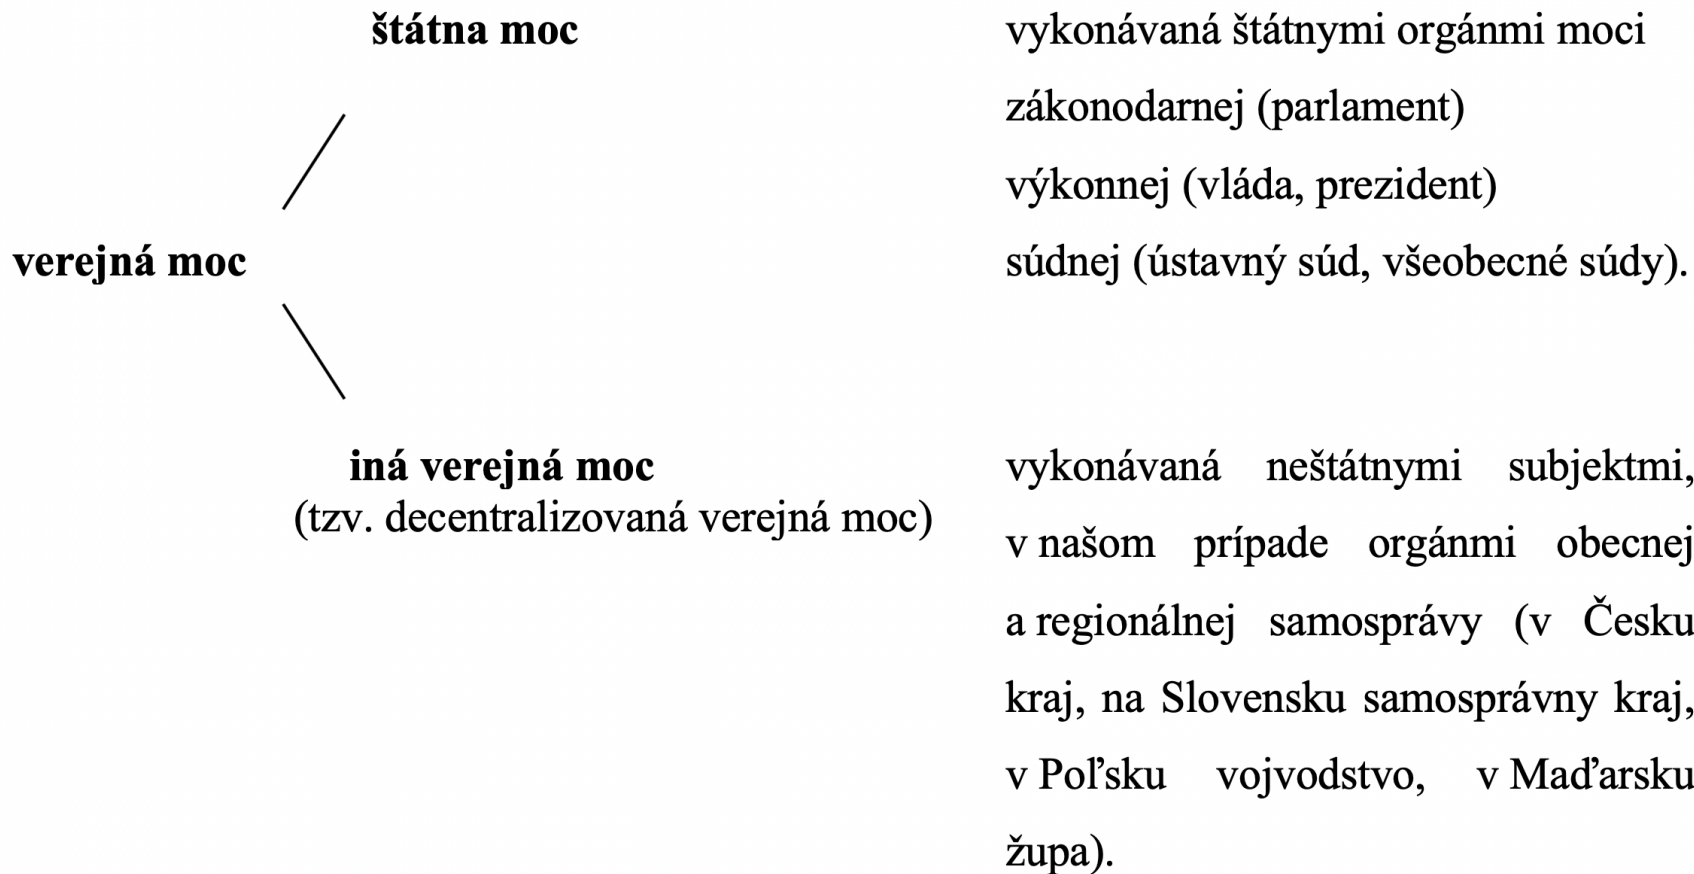 štátna moc
vykonávaná štátnymi orgánmi moci
zákonodarnej (parlament)
výkonnej (vláda, prezident)
verejná moc
súdnej (ústavný súd, všeobecné súdy).
iná verejná moc
(tzv. decentralizovaná verejná moc)
vykonávaná neštátnymi subjektmi,
v našom prípade orgánmi obecnej
a regionálnej samosprávy (v Česku
kraj, na Slovensku samosprávny kraj,
v Poľsku vojvodstvo, v Maďarsku
župa).